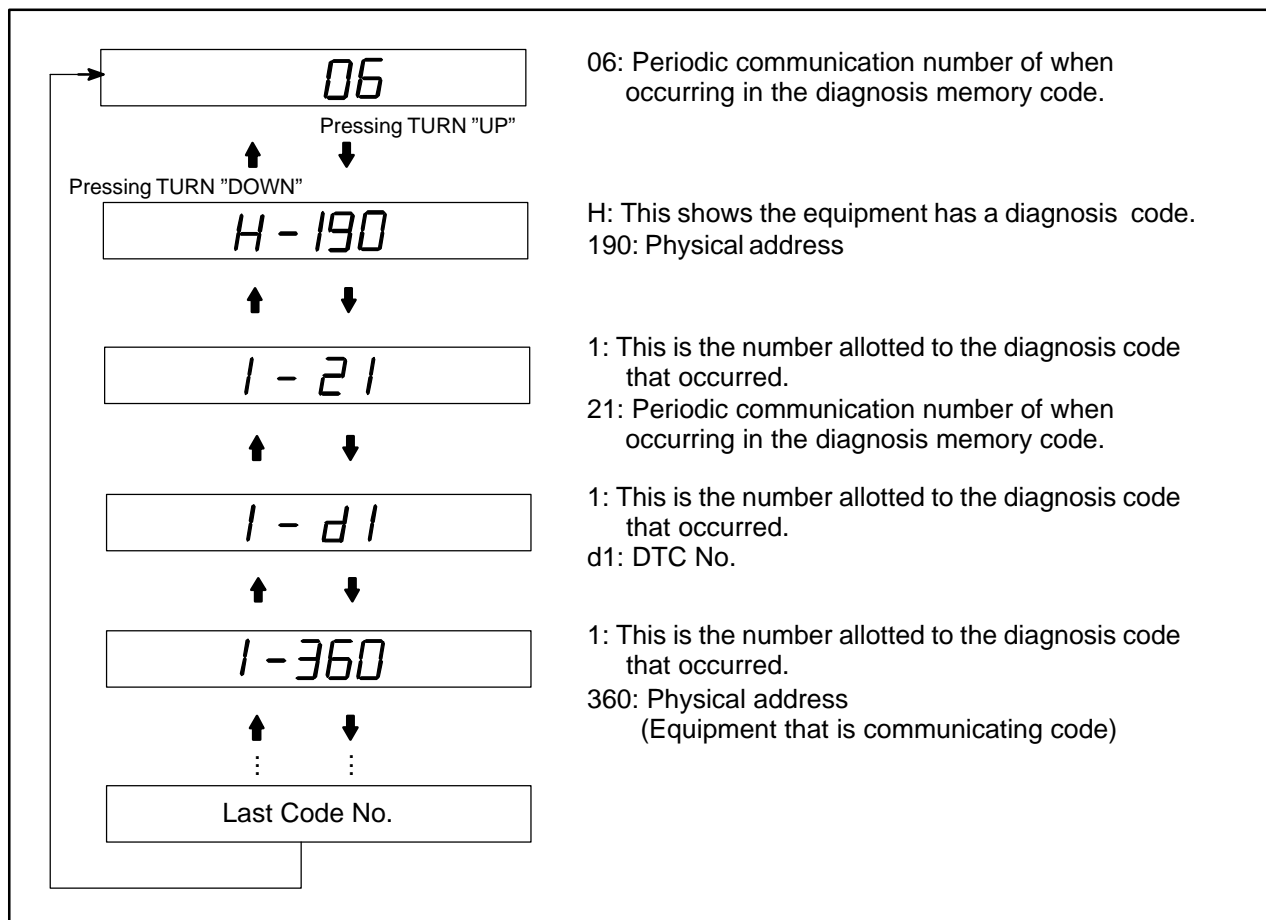 06
06: Periodic communication number of when
occurring in the diagnosis memory code.
Pressing TURN ”UP”
Pressing TURN ”DOWN”
H-190
H: This shows the equipment has a diagnosis code.
190: Physical address
1-21
1: This is the number allotted to the diagnosis code
that occurred.
21: Periodic communication number of when
occurring in the diagnosis memory code.
1-d1
1: This is the number allotted to the diagnosis code
that occurred.
d1: DTC No.
1-360
1: This is the number allotted to the diagnosis code
that occurred.
360: Physical address
(Equipment that is communicating code)
Last Code No.